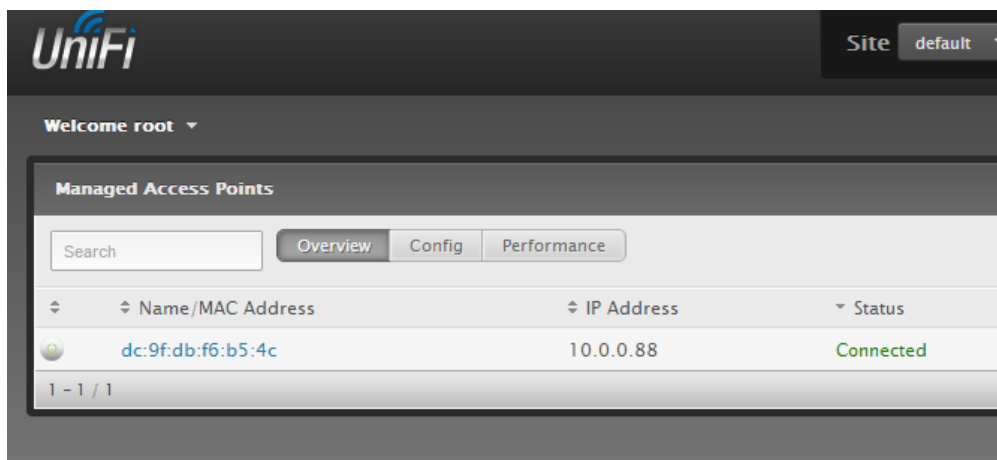 UniFi
Site default
Welcome root
Managed Access Points
Search Overview Config Performance
Name/MAC Address IP Address Status
dc:9f:db:f6:b5:4c 10.0.0.88 Connected
1 - 1 / 1